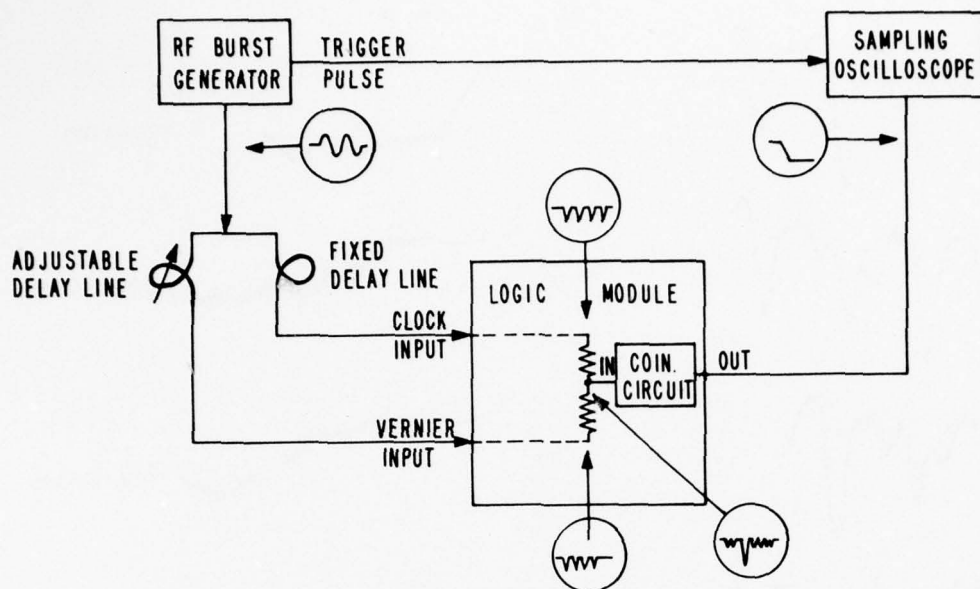 RF BURST
GENERATOR
TRIGGER
PULSE
SAMPLING
OSCILLOSCOPE
ADJUSTABLE
DELAY LINE
FIXED
DELAY LINE
LOGIC MODULE
CLOCK
INPUT
IN
COIN.
CIRCUIT
OUT
VERNIER
INPUT